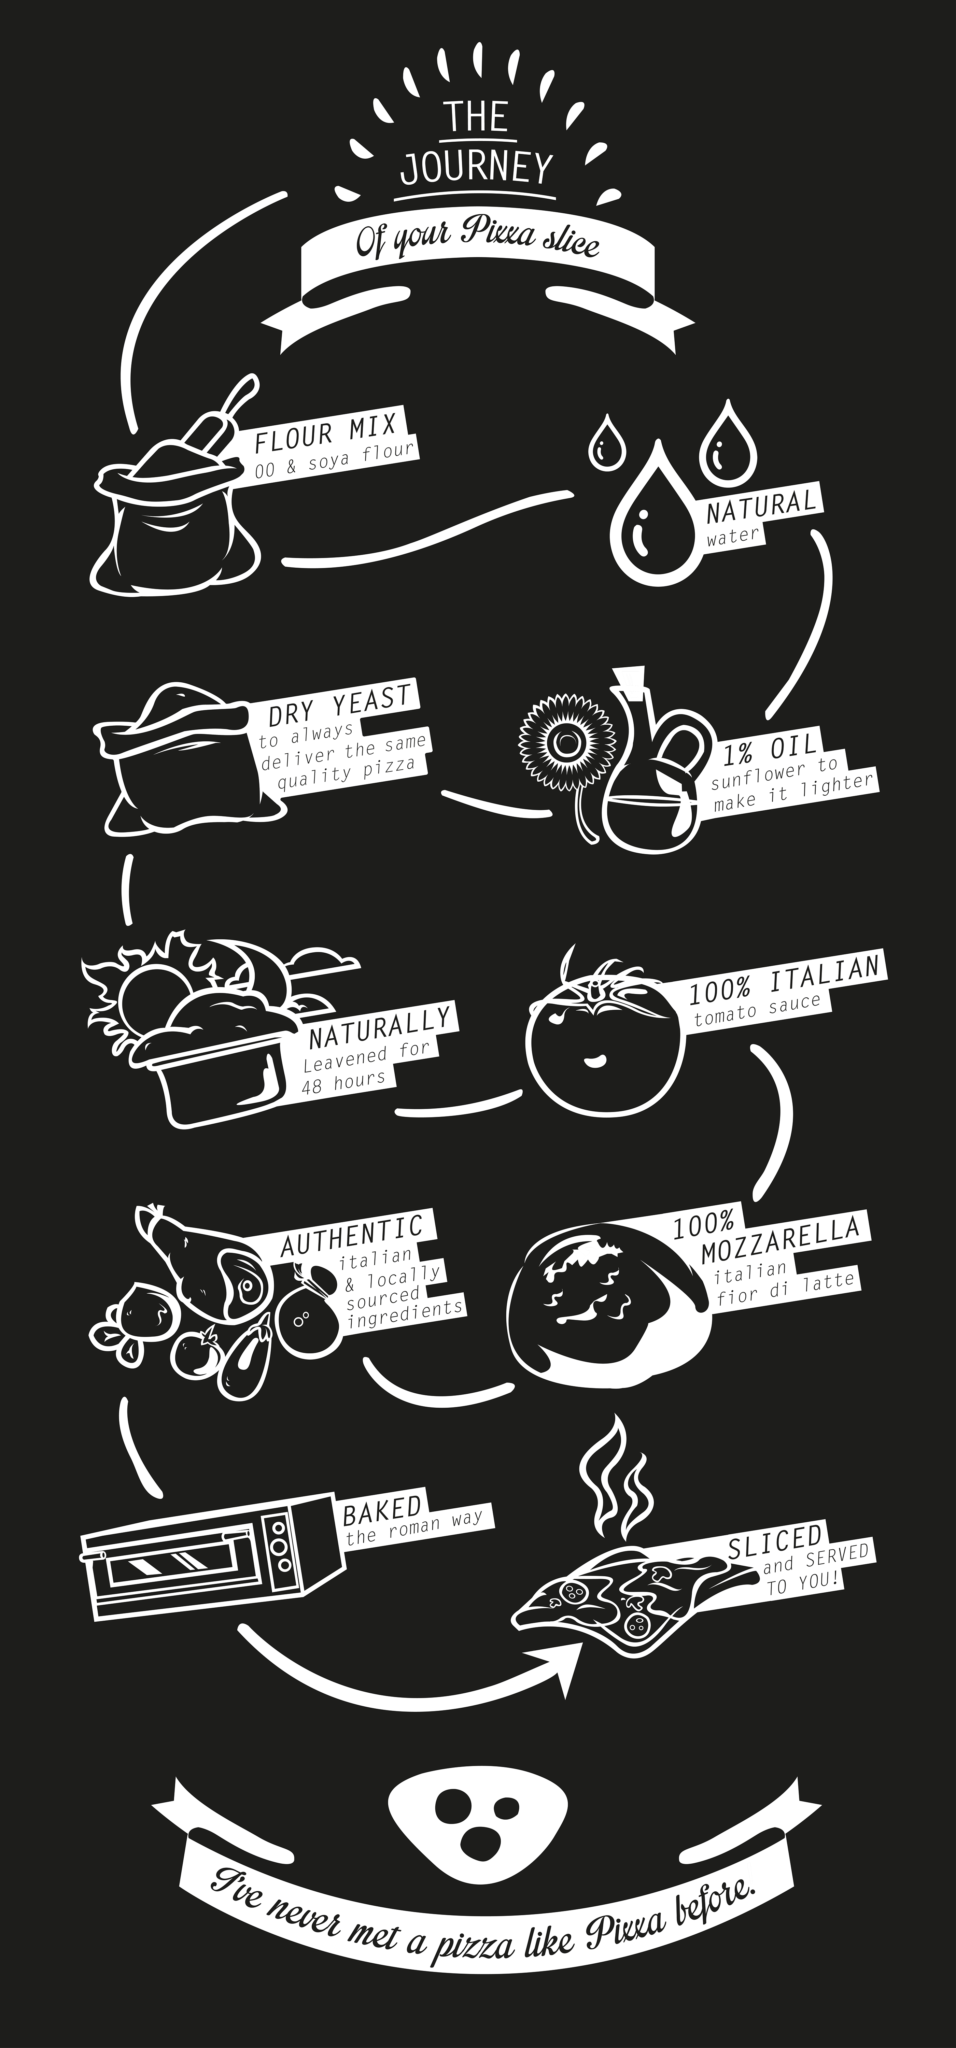 THE
JOURNEY
Of your Pizza slice
FLOUR MIX
00 & soya flour
NATURAL
water
1% OIL
sunflower to
make it lighter
DRY YEAST
to always
deliver the same
quality pizza
NATURALLY
Leavened for
48 hours
100% ITALIAN
tomato sauce
100%
MOZZARELLA
italian
fior di latte
AUTHENTIC
italian
& locally
sourced
ingredients
BAKED
the roman way
SLICED
and SERVED
TO YOU!
I've never met a pizza like Pizza before.